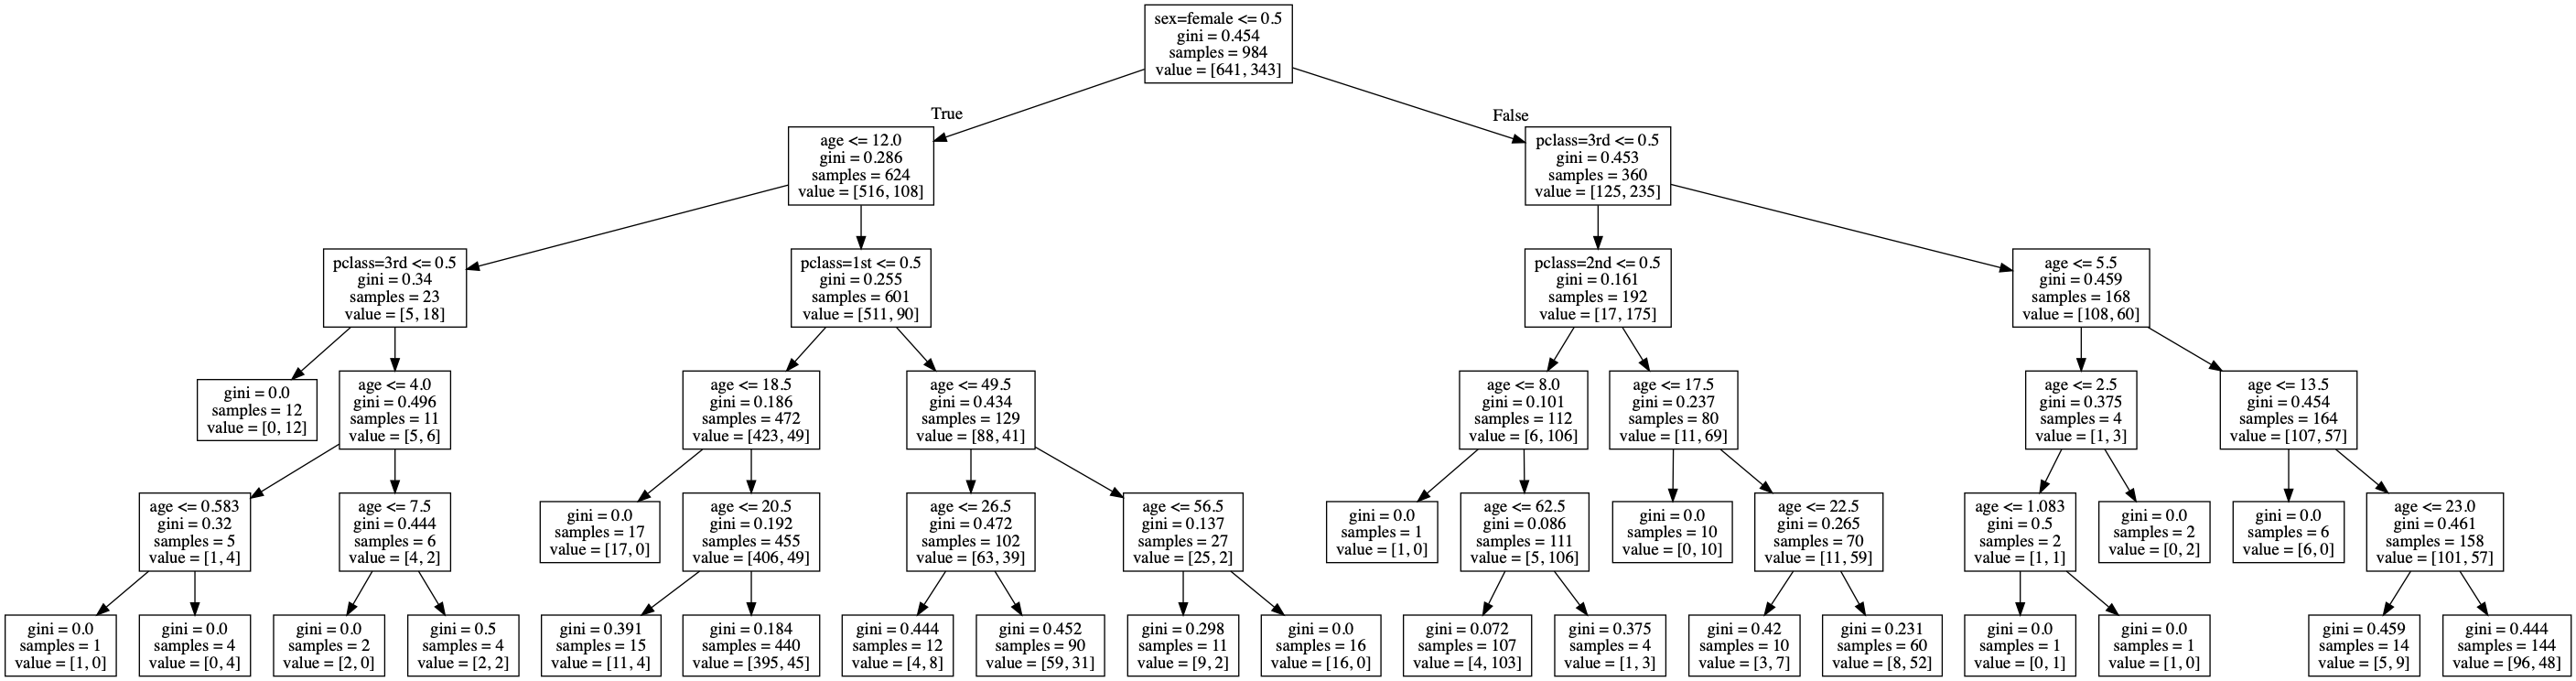 sex=female <= 0.5
gini = 0.454
samples = 984
value = [641, 343]
True
False
age <= 12.0
gini = 0.286
samples = 624
value = [516, 108]
pclass=3rd <= 0.5
gini = 0.453
samples = 360
value = [125, 235]
pclass=3rd <= 0.5
gini = 0.34
samples = 23
value = [5, 18]
pclass=1st <= 0.5
gini = 0.255
samples = 601
value = [511, 90]
pclass=2nd <= 0.5
gini = 0.161
samples = 192
value = [17, 175]
age <= 5.5
gini = 0.459
samples = 168
value = [108, 60]
gini = 0.0
samples = 12
value = [0, 12]
age <= 4.0
gini = 0.496
samples = 11
value = [5, 6]
age <= 18.5
gini = 0.186
samples = 472
value = [423, 49]
age <= 49.5
gini = 0.434
samples = 129
value = [88, 41]
age <= 8.0
gini = 0.101
samples = 112
value = [6, 106]
age <= 17.5
gini = 0.237
samples = 80
value = [11, 69]
age <= 2.5
gini = 0.375
samples = 4
value = [1, 3]
age <= 13.5
gini = 0.454
samples = 164
value = [107, 57]
age <= 0.583
gini = 0.32
samples = 5
value = [1, 4]
age <= 7.5
gini = 0.444
samples = 6
value = [4, 2]
gini = 0.0
samples = 17
value = [17, 0]
age <= 20.5
gini = 0.192
samples = 455
value = [406, 49]
age <= 26.5
gini = 0.472
samples = 102
value = [63, 39]
age <= 56.5
gini = 0.137
samples = 27
value = [25, 2]
gini = 0.0
samples = 1
value = [1, 0]
age <= 62.5
gini = 0.086
samples = 111
value = [5, 106]
gini = 0.0
samples = 10
value = [0, 10]
age <= 22.5
gini = 0.265
samples = 70
value = [11, 59]
age <= 1.083
gini = 0.5
samples = 2
value = [1, 1]
gini = 0.0
samples = 2
value = [0, 2]
gini = 0.0
samples = 6
value = [6, 0]
age <= 23.0
gini = 0.461
samples = 158
value = [101, 57]
gini = 0.0
samples = 1
value = [1, 0]
gini = 0.0
samples = 4
value = [0, 4]
gini = 0.0
samples = 2
value = [2, 0]
gini = 0.5
samples = 4
value = [2, 2]
gini = 0.391
samples = 15
value = [11, 4]
gini = 0.184
samples = 440
value = [395, 45]
gini = 0.444
samples = 12
value = [4, 8]
gini = 0.452
samples = 90
value = [59, 31]
gini = 0.298
samples = 11
value = [9, 2]
gini = 0.0
samples = 16
value = [16, 0]
gini = 0.072
samples = 107
value = [4, 103]
gini = 0.375
samples = 4
value = [1, 3]
gini = 0.42
samples = 10
value = [3, 7]
gini = 0.231
samples = 60
value = [8, 52]
gini = 0.0
samples = 1
value = [0, 1]
gini = 0.0
samples = 1
value = [1, 0]
gini = 0.459
samples = 14
value = [5, 9]
gini = 0.444
samples = 144
value = [96, 48]